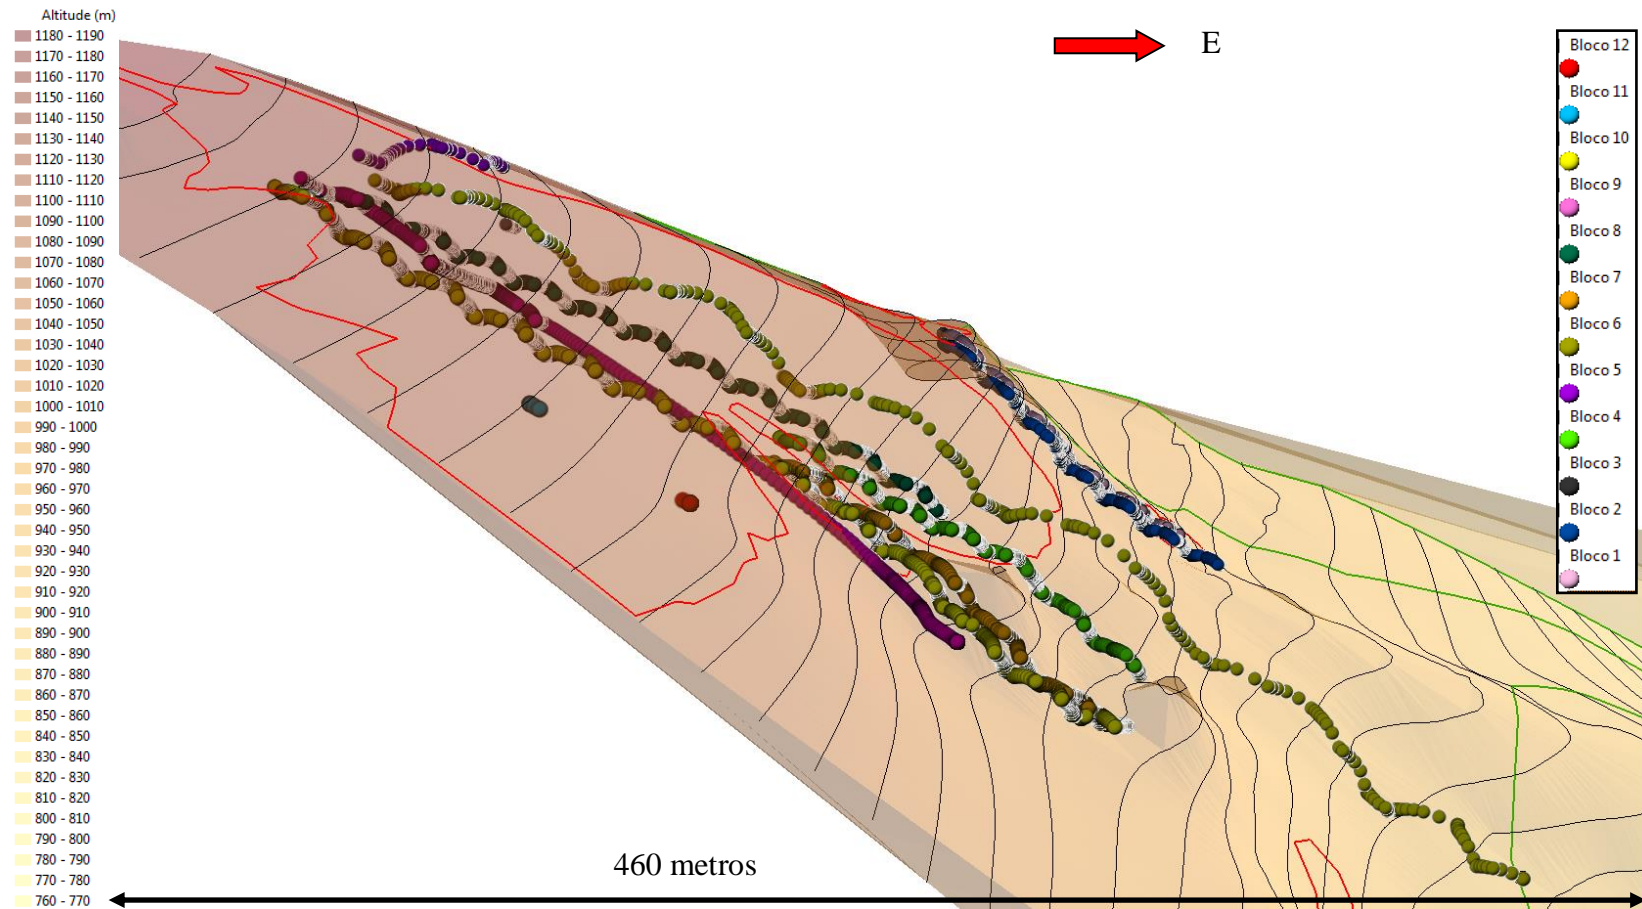 Altitude (m)
1180 - 1190
1170 - 1180
1160 - 1170
1150 - 1160
1140 - 1150
1130 - 1140
1120 - 1130
1110 - 1120
1100 - 1110
1090 - 1100
1080 - 1090
1070 - 1080
1060 - 1070
1050 - 1060
1040 - 1050
1030 - 1040
1020 - 1030
1010 - 1020
1000 - 1010
990 - 1000
980 - 990
970 - 980
960 - 970
950 - 960
940 - 950
930 - 940
920 - 930
910 - 920
900 - 910
890 - 900
880 - 890
870 - 880
860 - 870
850 - 860
840 - 850
830 - 840
820 - 830
810 - 820
800 - 810
790 - 800
780 - 790
770 - 780
760 - 770
E
Bloco 12
Bloco 11
Bloco 10
Bloco 9
Bloco 8
Bloco 7
Bloco 6
Bloco 5
Bloco 4
Bloco 3
Bloco 2
Bloco 1
460 metros